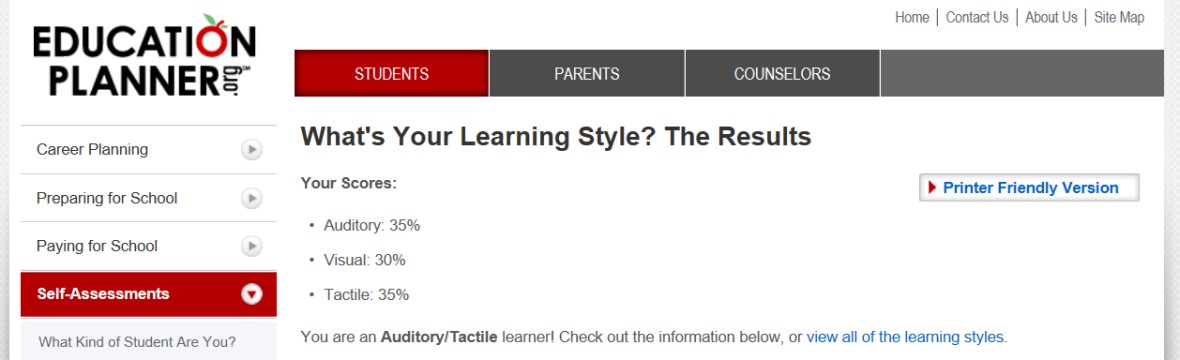 EDUCATION
PLANNER.org℠
Home | Contact Us | About Us | Site Map
STUDENTS
PARENTS
COUNSELORS
Career Planning
Preparing for School
Paying for School
Self-Assessments
What Kind of Student Are You?
What's Your Learning Style? The Results
Your Scores:
Printer Friendly Version
• Auditory: 35%
• Visual: 30%
• Tactile: 35%
You are an Auditory/Tactile learner! Check out the information below, or view all of the learning styles.